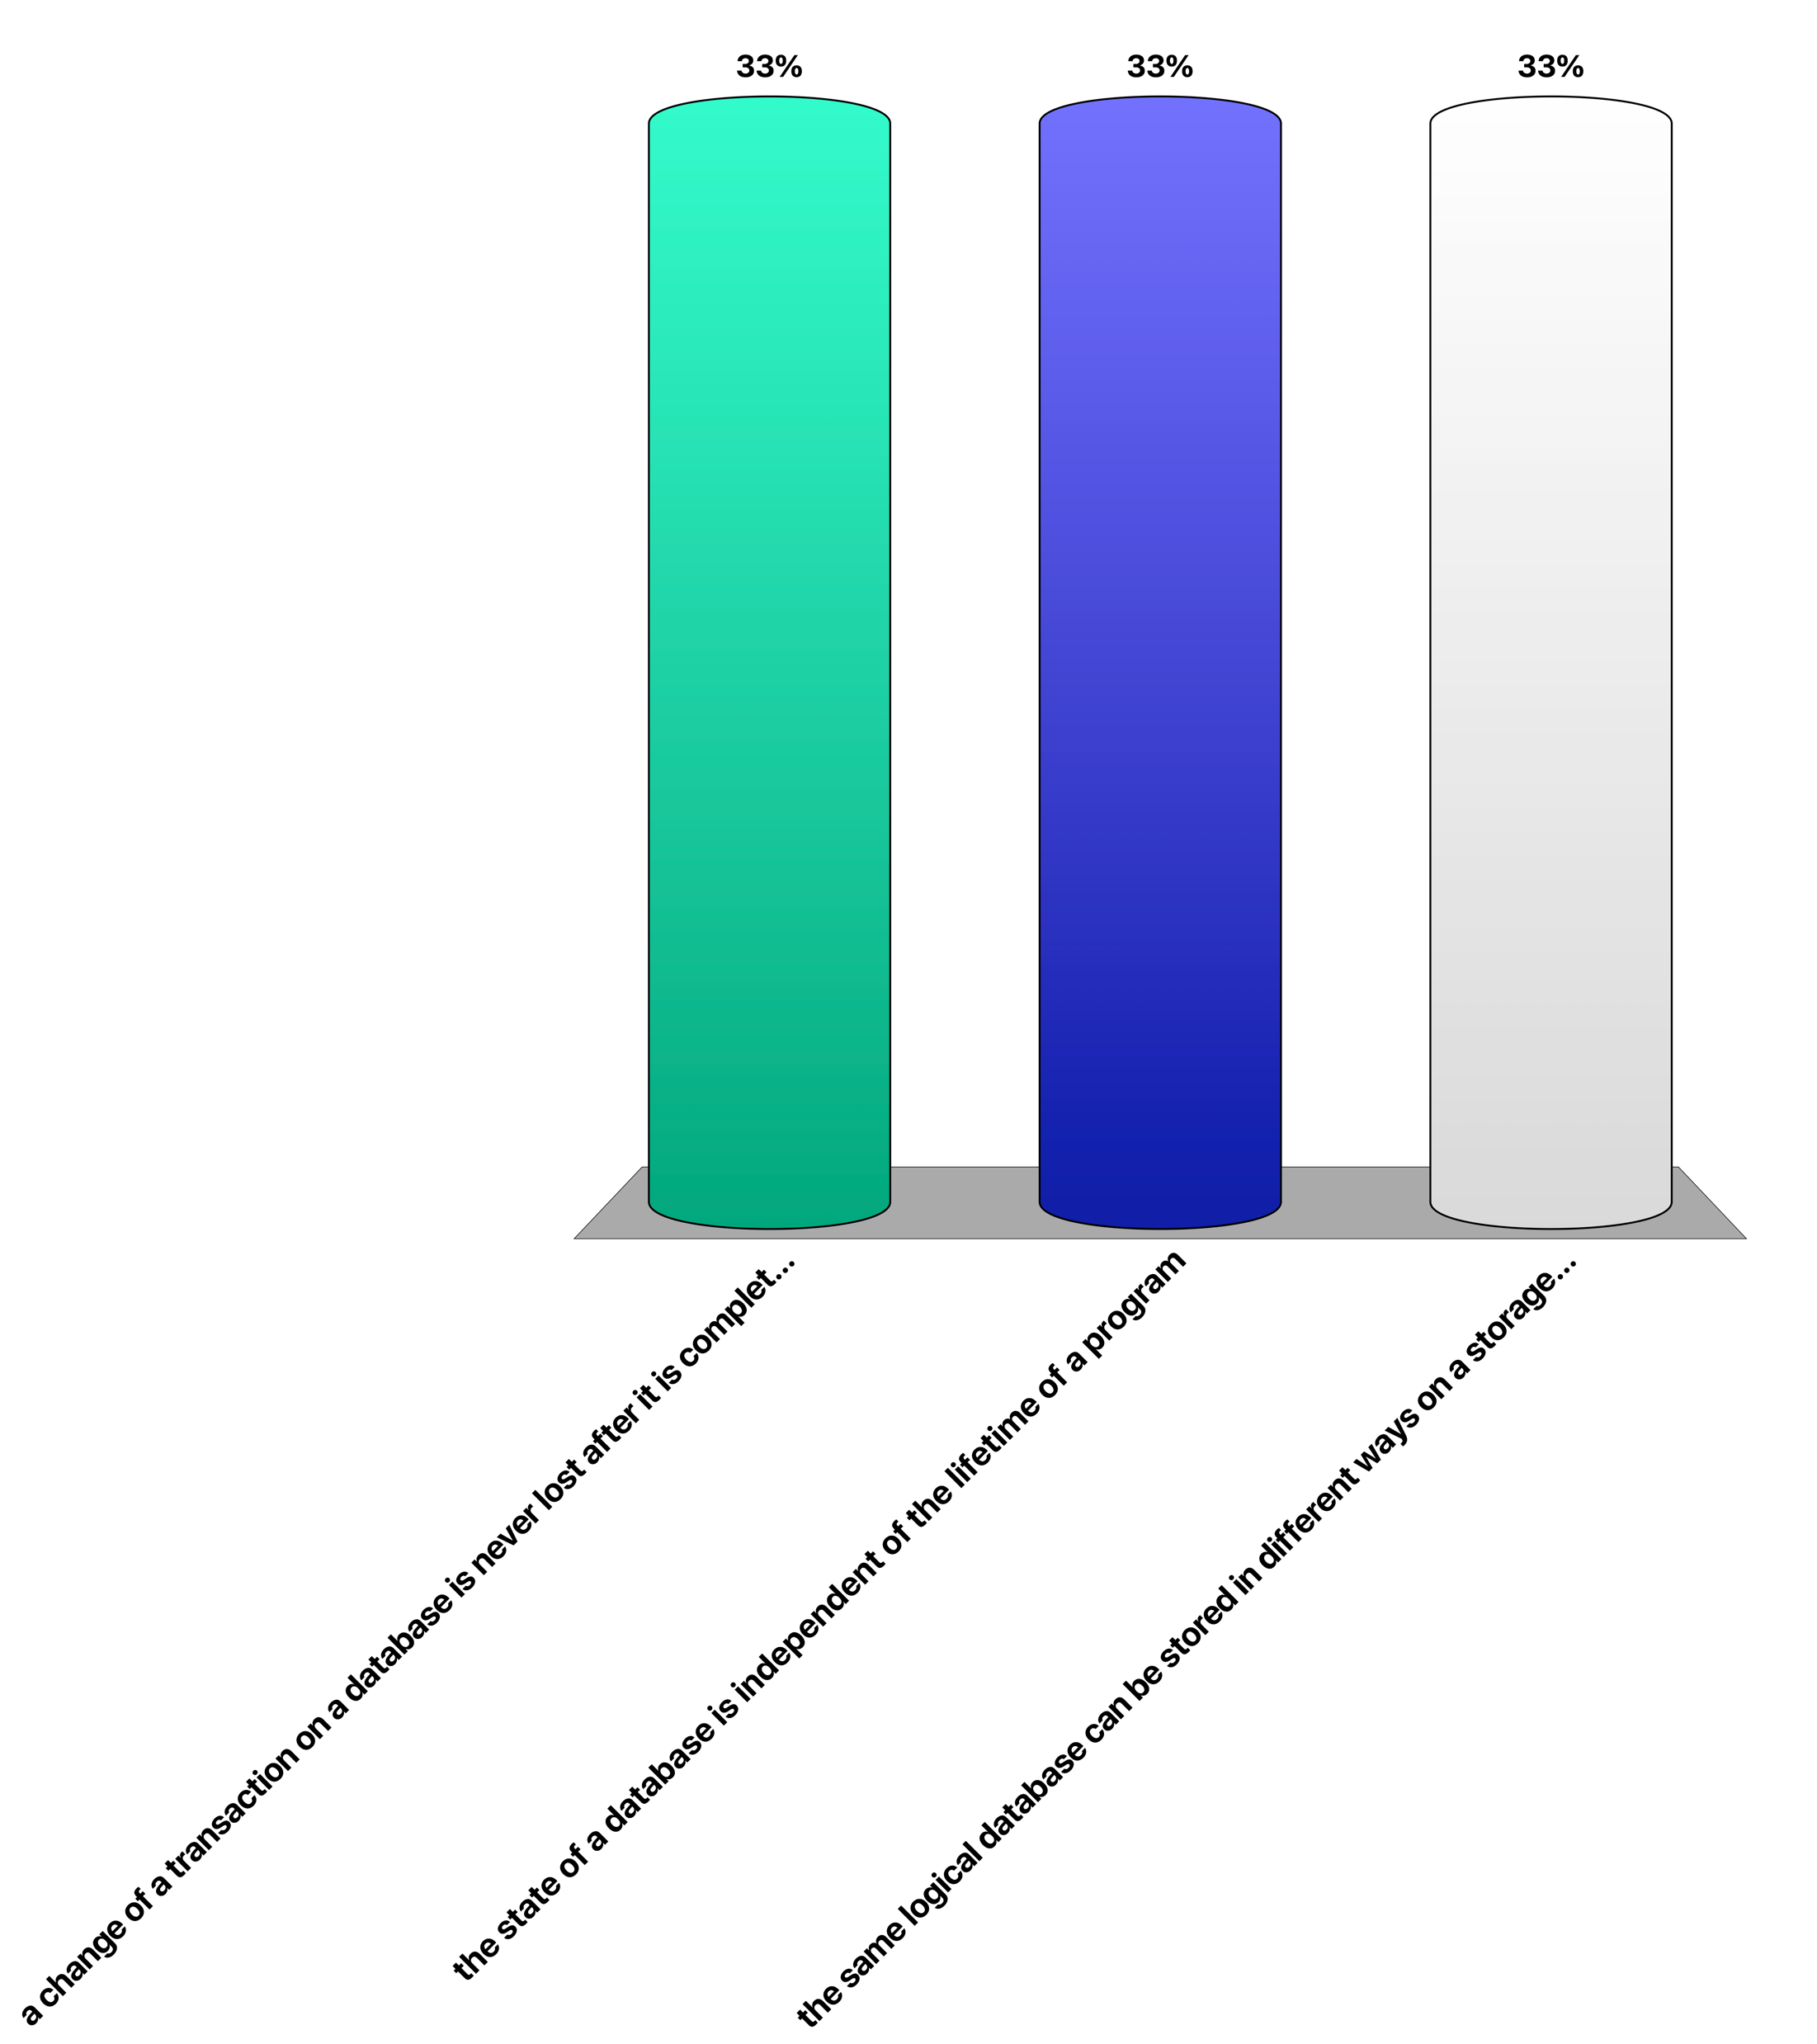 33%
33%
33%
a change of a transaction on a database is never lost after it is complet...
the state of a database is independent of the lifetime of a program
the same logical database can be stored in different ways on a storage...